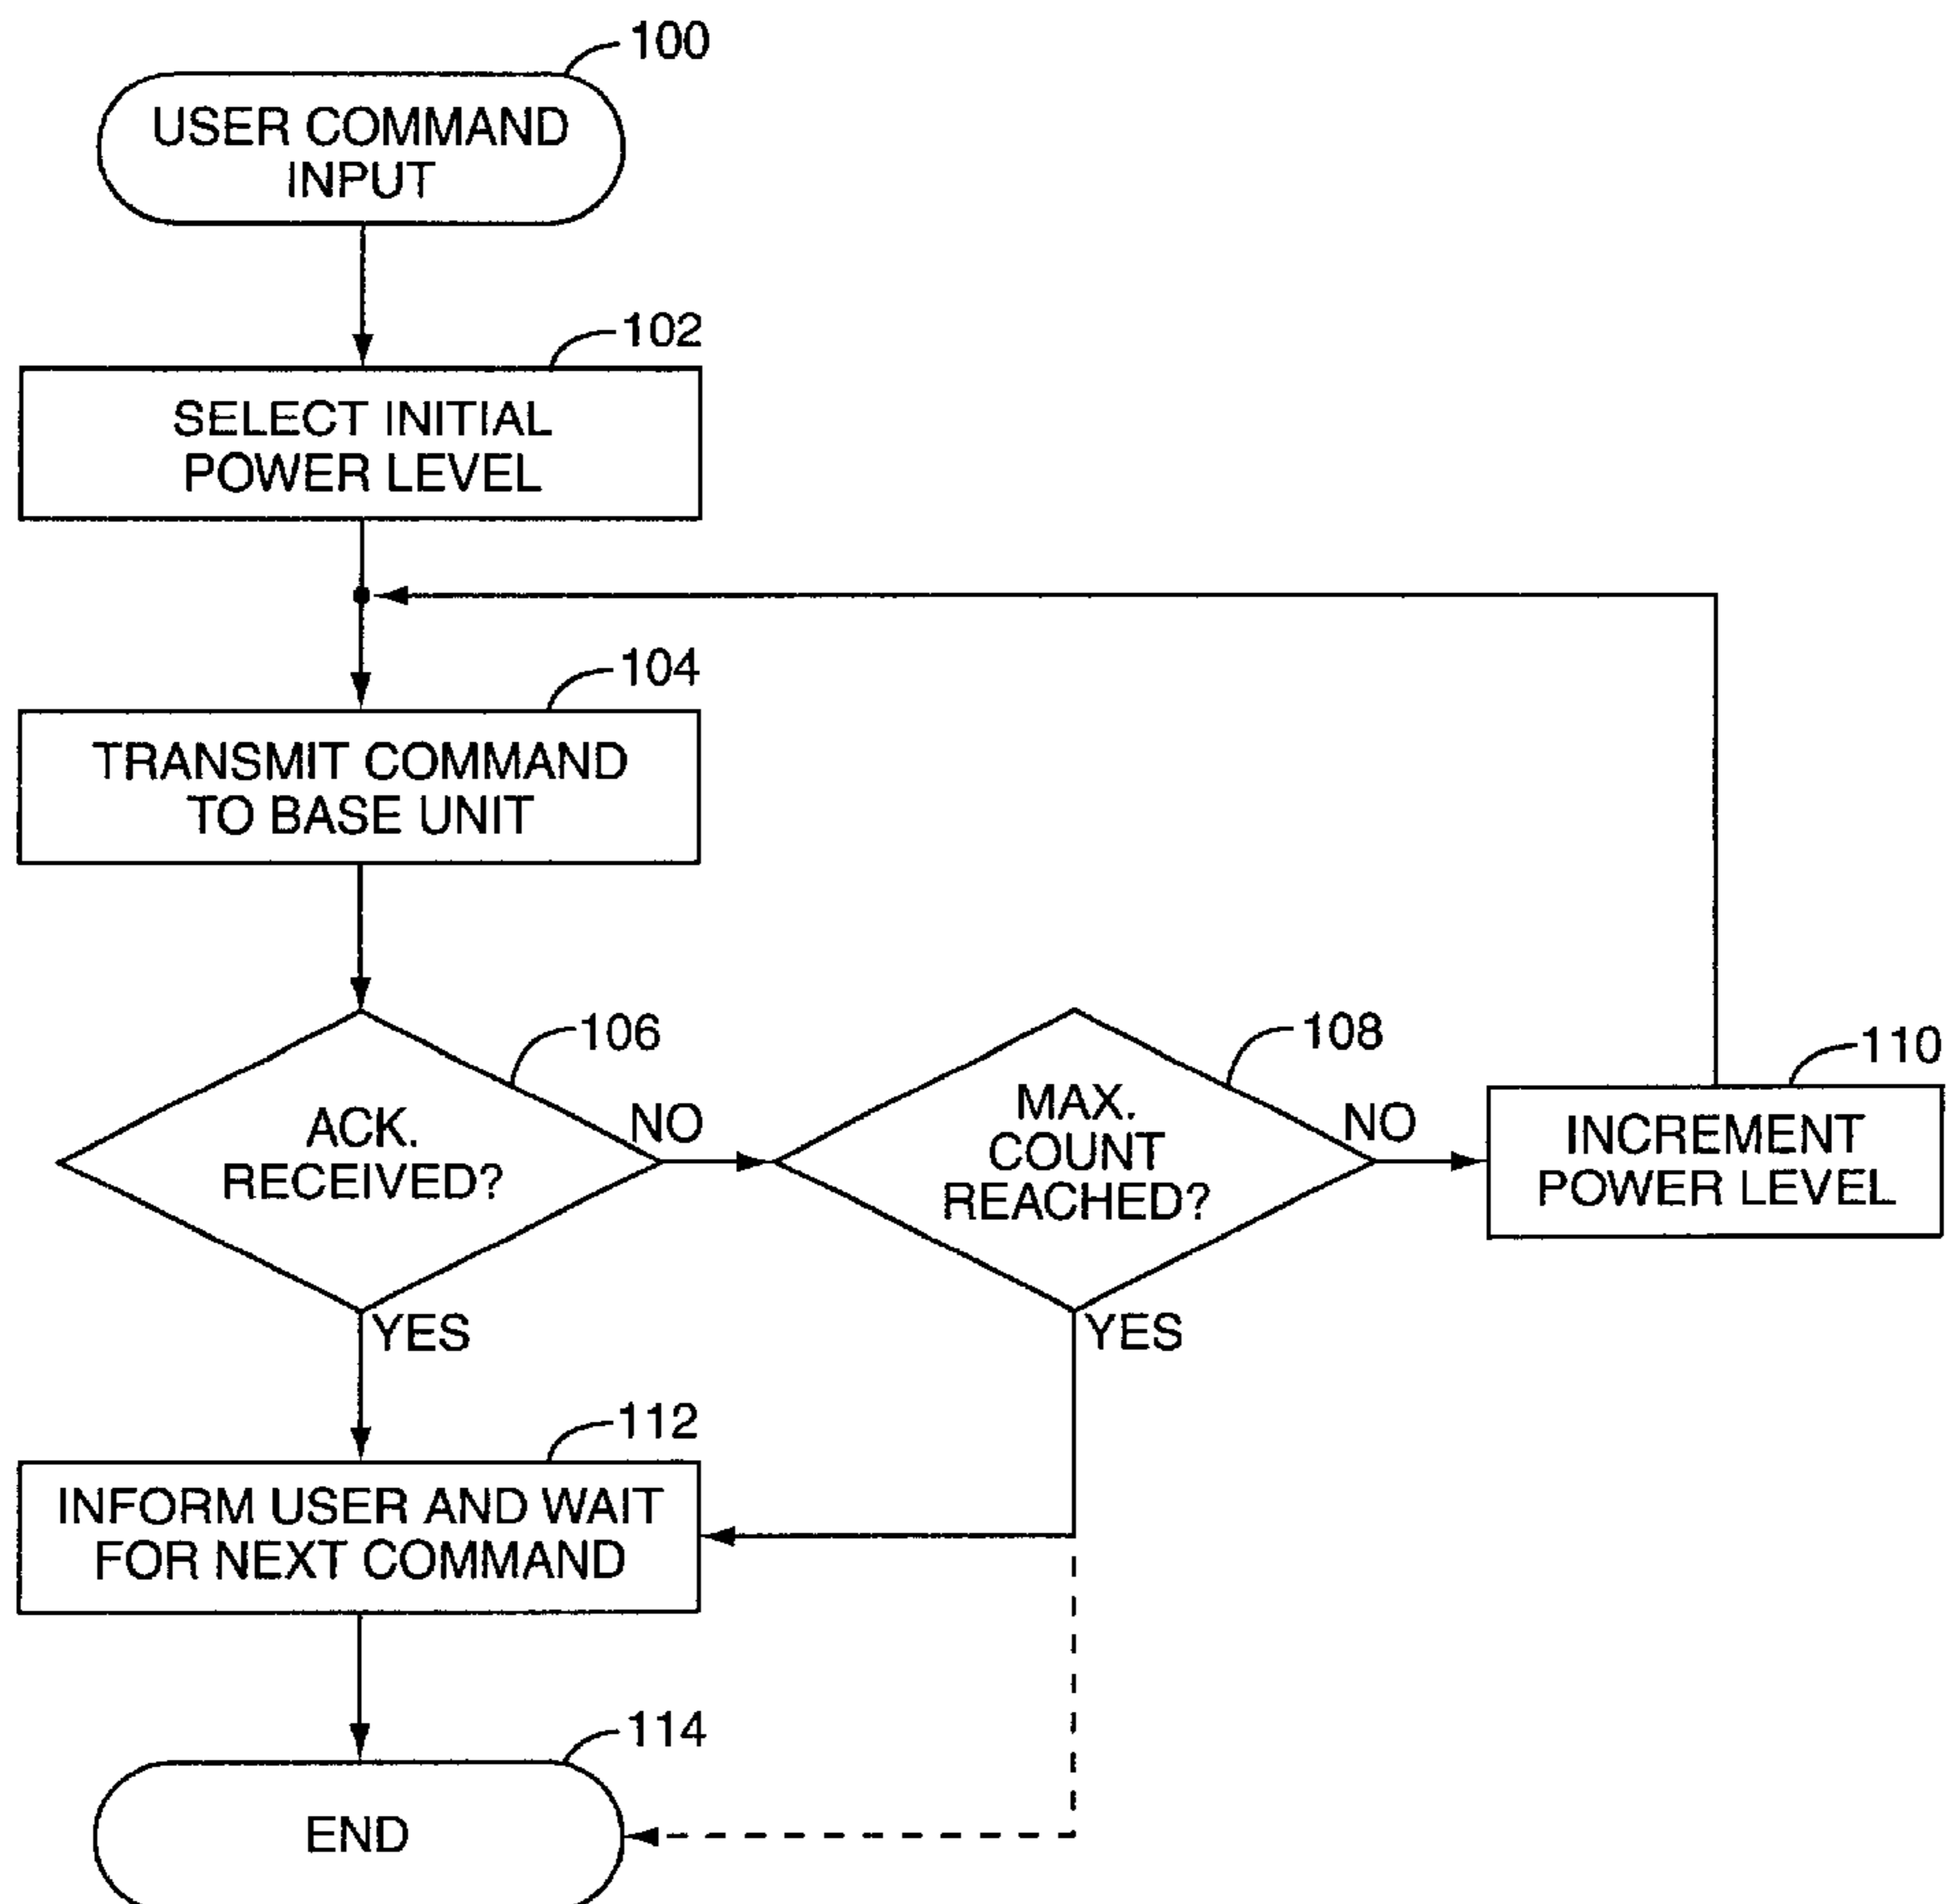 100
USER COMMAND
INPUT
102
SELECT INITIAL
POWER LEVEL
104
TRANSMIT COMMAND
TO BASE UNIT
106
ACK.
RECEIVED?
NO
YES
108
MAX.
COUNT
REACHED?
NO
YES
110
INCREMENT
POWER LEVEL
112
INFORM USER AND WAIT
FOR NEXT COMMAND
114
END